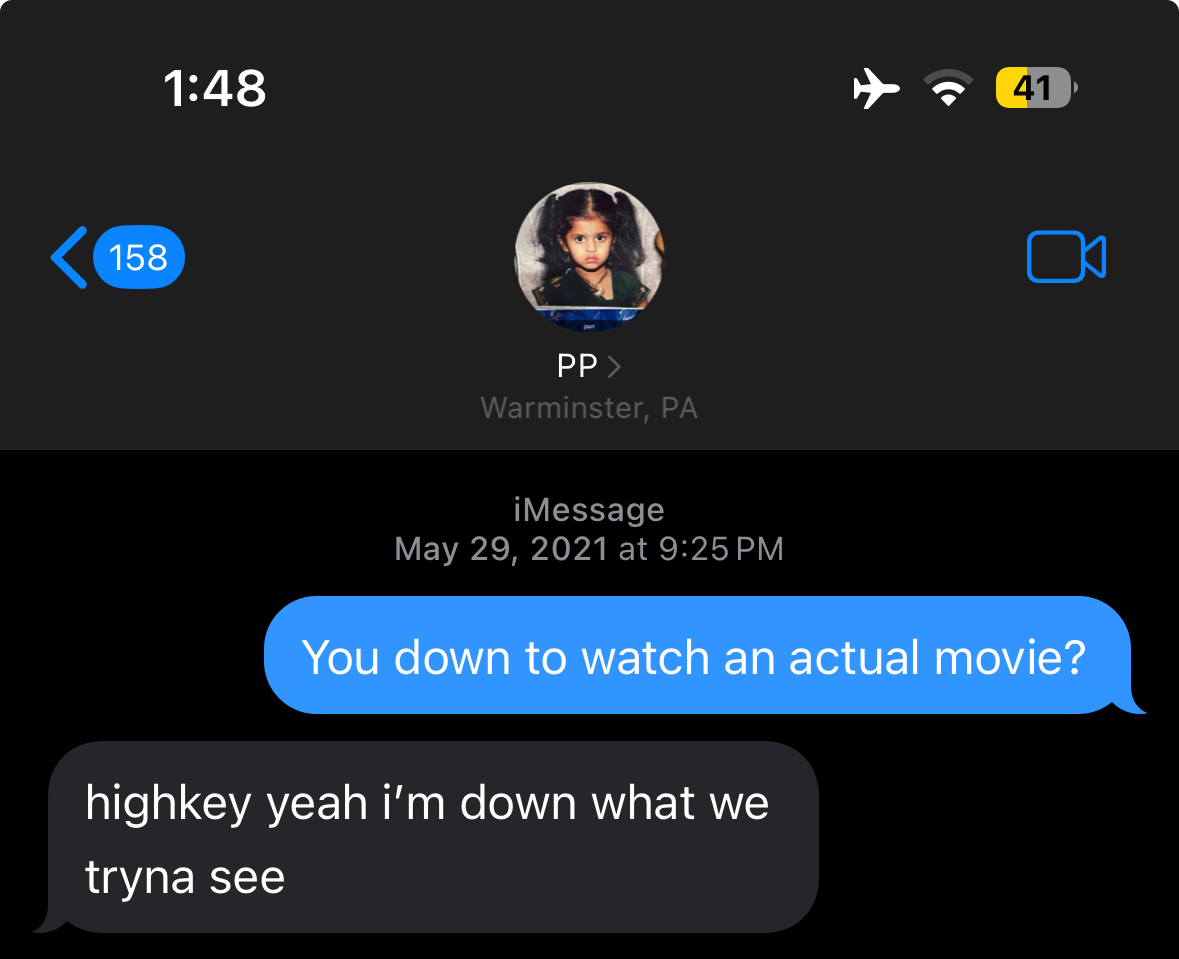 1:48
41
158
PP
Warminster, PA
iMessage
May 29, 2021 at 9:25 PM
You down to watch an actual movie?
highkey yeah i’m down what we
tryna see